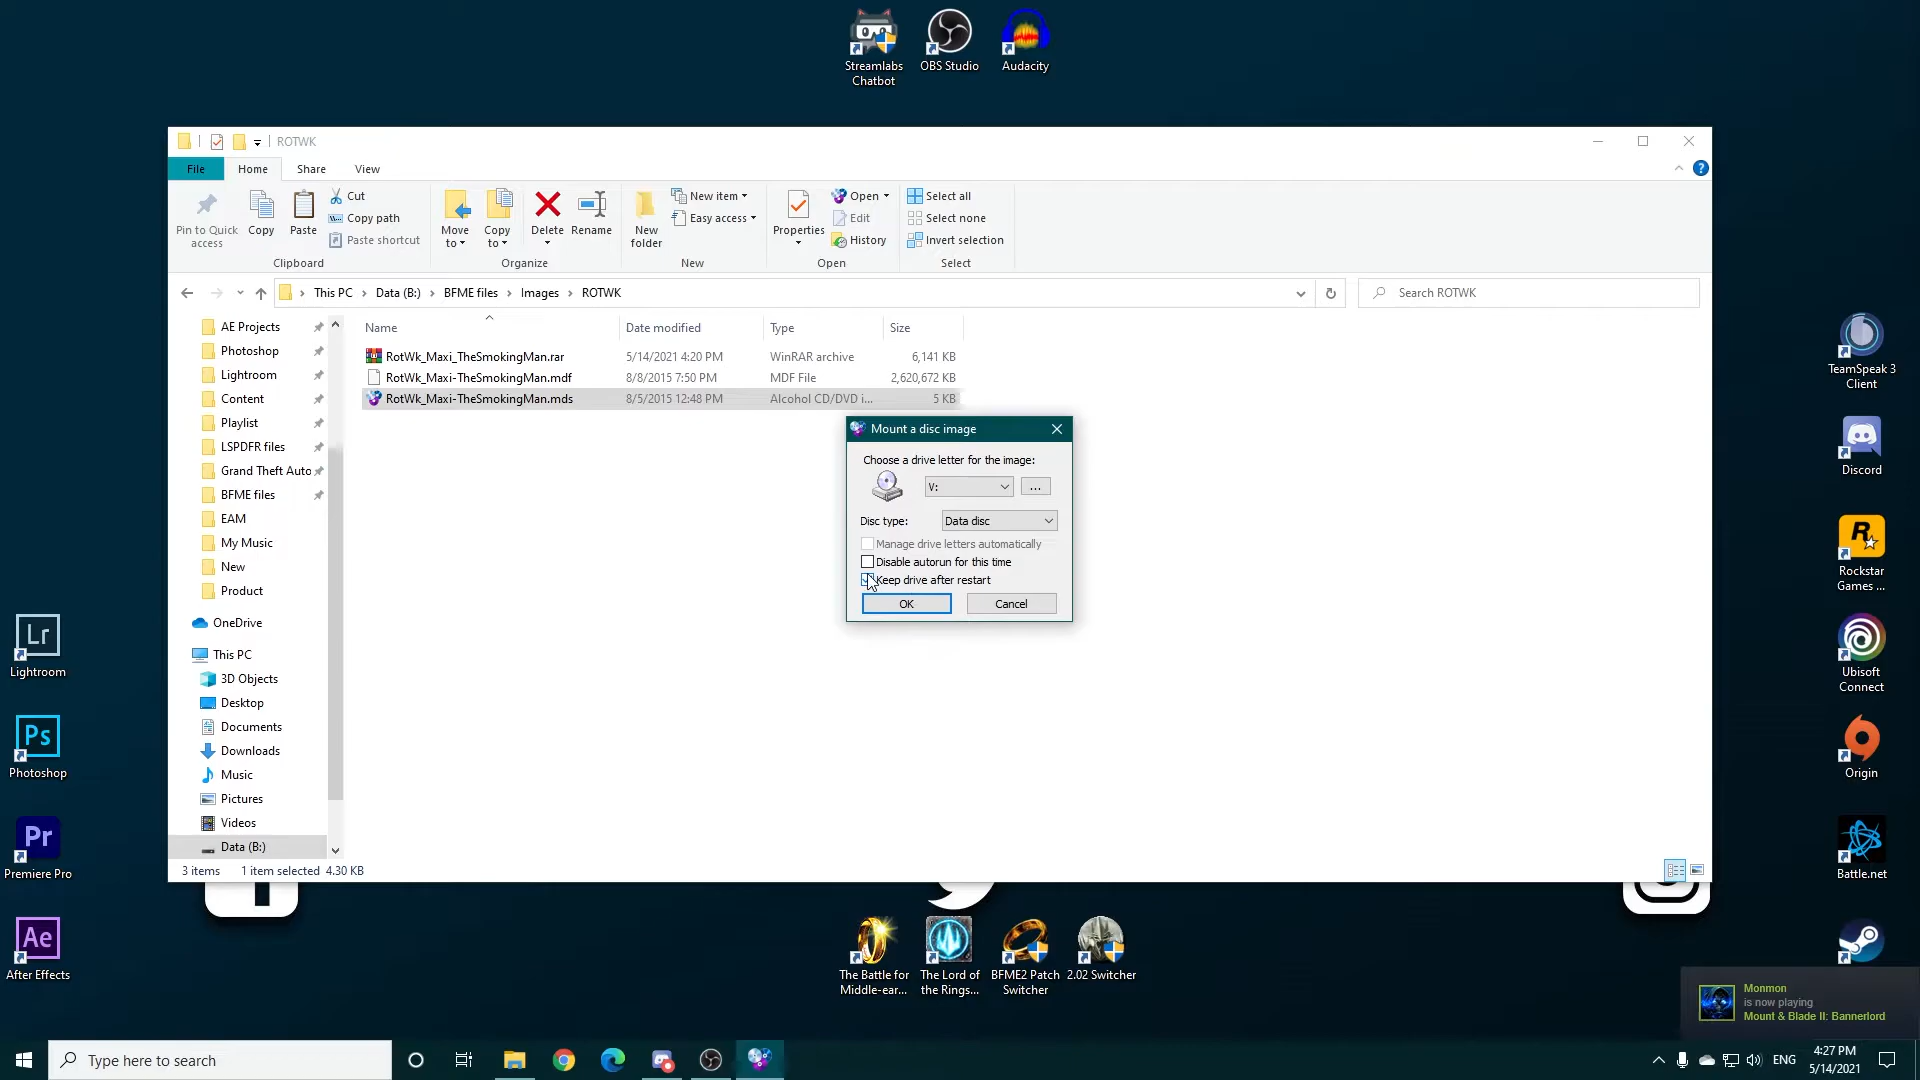 Streamlabs
Chatbot
OBS Studio
Audacity
ROTWK
File
Home
Share
View
Pin to Quick
access
Copy
Paste
Cut
Copy path
Paste shortcut
Clipboard
Move
to
Copy
to
Delete
Rename
Organize
New
folder
New item
Easy access
New
Properties
Open
Edit
History
Open
Select all
Select none
Invert selection
Select
This PC > Data (B:) > BFME files > Images > ROTWK
Search ROTWK
AE Projects
Photoshop
Lightroom
Content
Playlist
LSPDFR files
Grand Theft Auto
BFME files
EAM
My Music
New
Product
OneDrive
This PC
3D Objects
Desktop
Documents
Downloads
Music
Pictures
Videos
Data (B:)
Name Date modified Type Size
RotWk_Maxi_TheSmokingMan.rar 5/14/2021 4:20 PM WinRAR archive 6,141 KB
RotWk_Maxi-TheSmokingMan.mdf 8/8/2015 7:50 PM MDF File 2,620,672 KB
RotWk_Maxi-TheSmokingMan.mds 8/5/2015 12:48 PM Alcohol CD/DVD i... 5 KB
Mount a disc image
Choose a drive letter for the image:
V:
...
Disc type: Data disc
Manage drive letters automatically
Disable autorun for this time
Keep drive after restart
OK Cancel
3 items 1 item selected 4.30 KB
Lr
Lightroom
Ps
Photoshop
Pr
Premiere Pro
Ae
After Effects
TeamSpeak 3
Client
Discord
R
Rockstar
Games ...
Ubisoft
Connect
Origin
Battle.net
The Battle for
Middle-ear...
The Lord of
the Rings...
BFME2 Patch
Switcher
2.02 Switcher
Monmon
is now playing
Mount & Blade II: Bannerlord
Type here to search
ENG
4:27 PM
5/14/2021